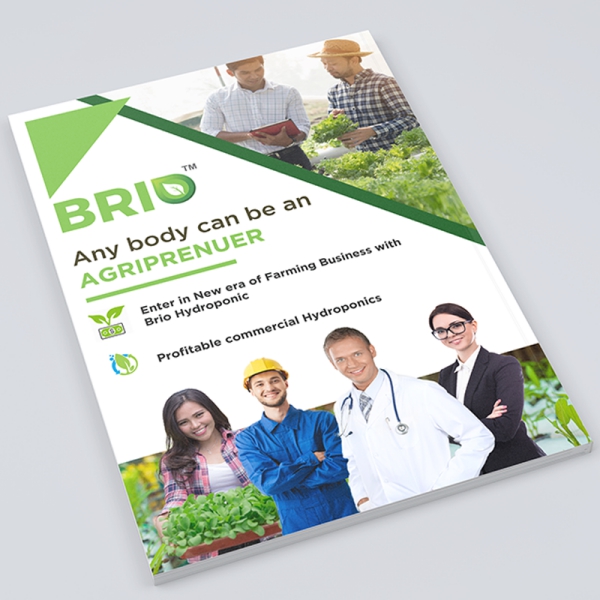 BRIO™
Any body can be an
AGRIPRENUER
Enter in New era of Farming Business with
Brio Hydroponic
Profitable commercial Hydroponics